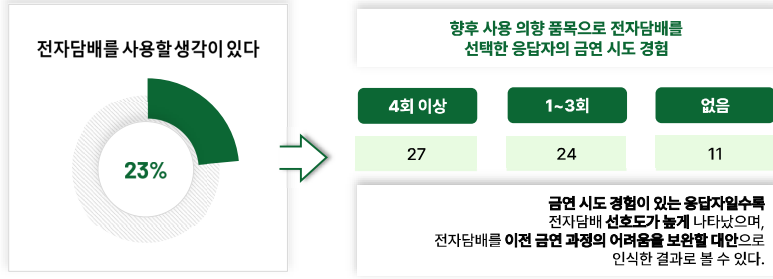 전자담배를 사용할 생각이 있다
23%
향후 사용 의향 품목으로 전자담배를
선택한 응답자의 금연 시도 경험
4회 이상
1~3회
없음
27
24
11
금연 시도 경험이 있는 응답자일수록
전자담배 선호도가 높게 나타났으며,
전자담배를 이전 금연 과정의 어려움을 보완할 대안으로
인식한 결과로 볼 수 있다.